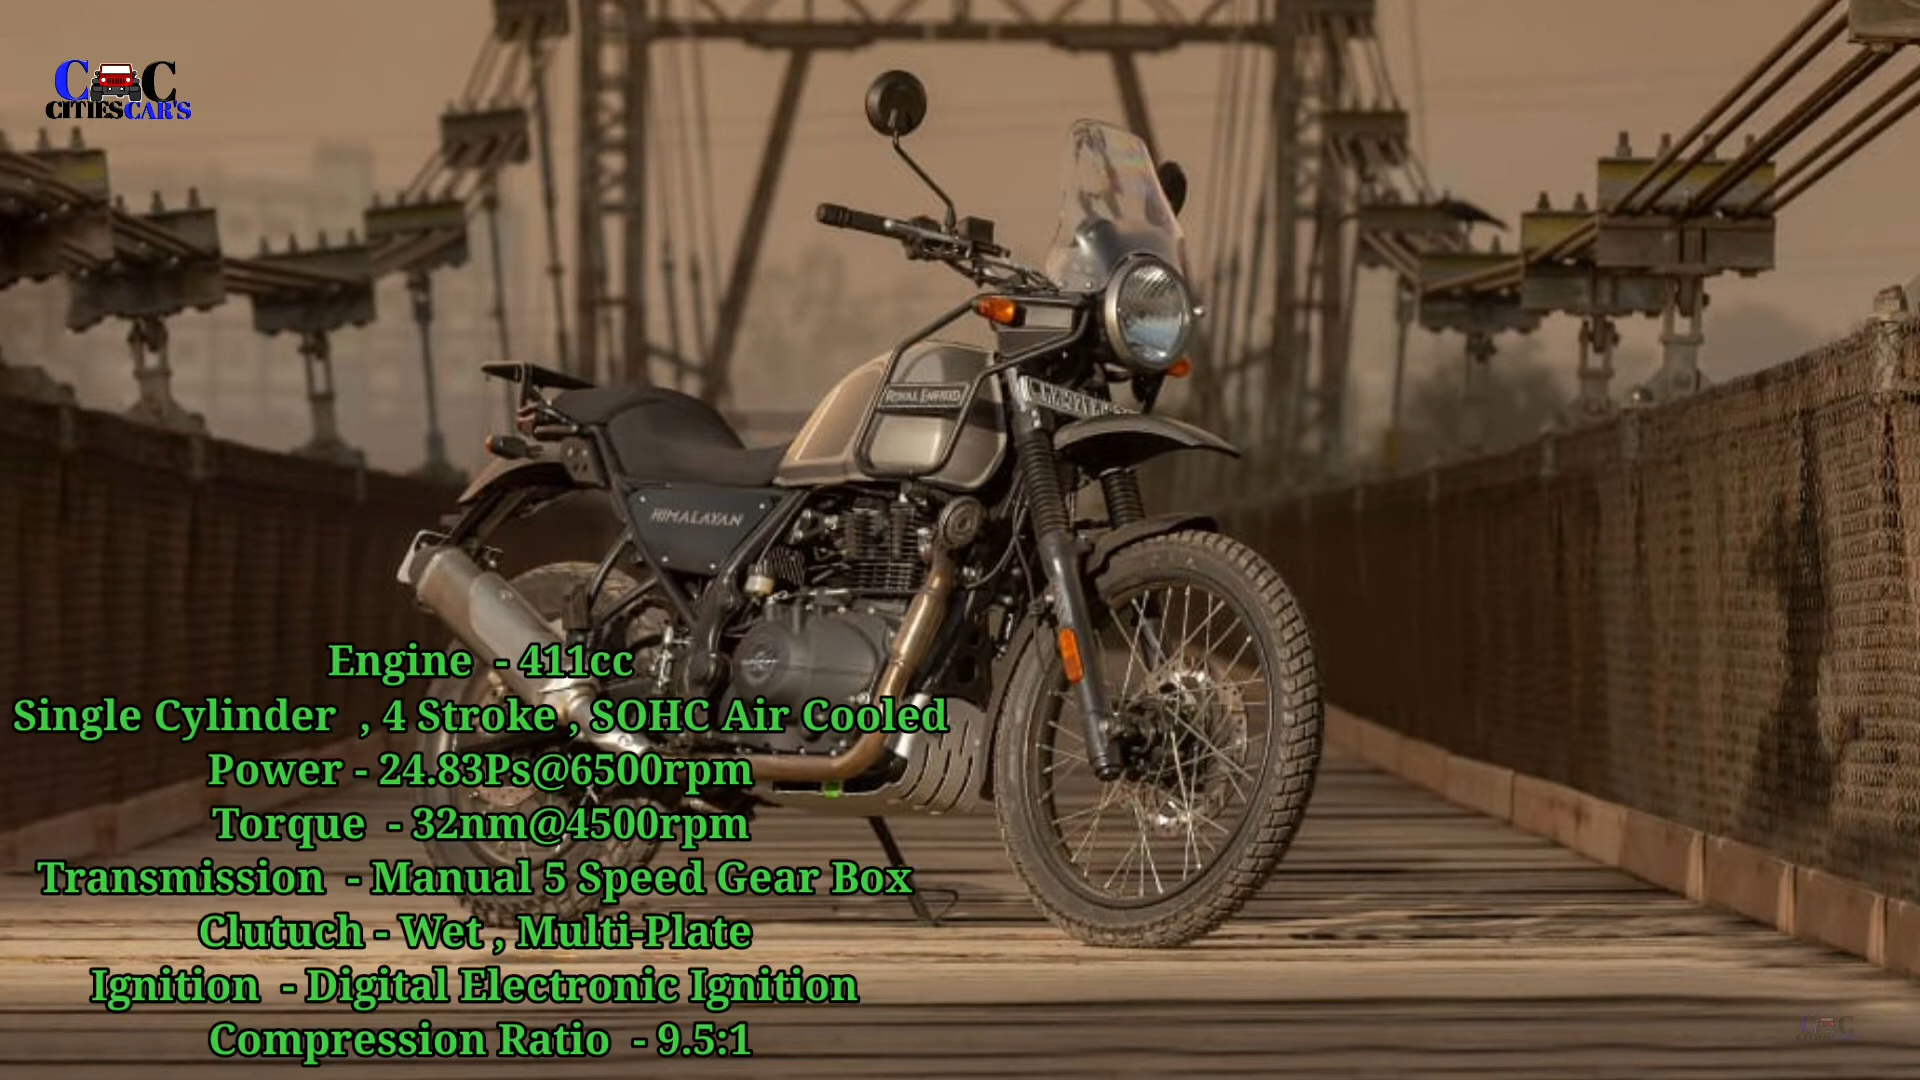 C C
CITIES CAR'S
ROYAL ENFIELD
HIMALAYAN
Engine - 411cc
Single Cylinder , 4 Stroke , SOHC Air Cooled
Power - 24.83Ps@6500rpm
Torque - 32nm@4500rpm
Transmission - Manual 5 Speed Gear Box
Clutuch - Wet , Multi-Plate
Ignition - Digital Electronic Ignition
Compression Ratio - 9.5:1